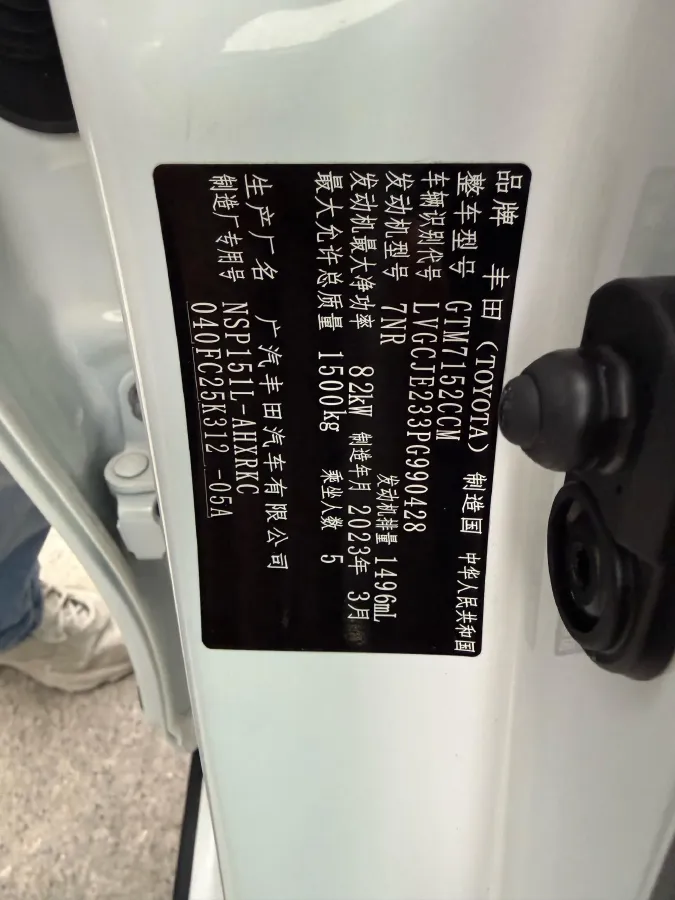 品牌 丰田（TOYOTA） 制造国 中华人民共和国
整车型号 GTM7152CCM
车辆识别代号 LVGCJE233PG990428
发动机型号 7NR 发动机排量 1496mL
发动机最大净功率 82kW 制造年月 2023年 3月
最大允许总质量 1500kg 乘坐人数 5
生产厂名 广汽丰田汽车有限公司
制造厂专用号 NSP151L-AHXRKC
040FC25K312 -05A